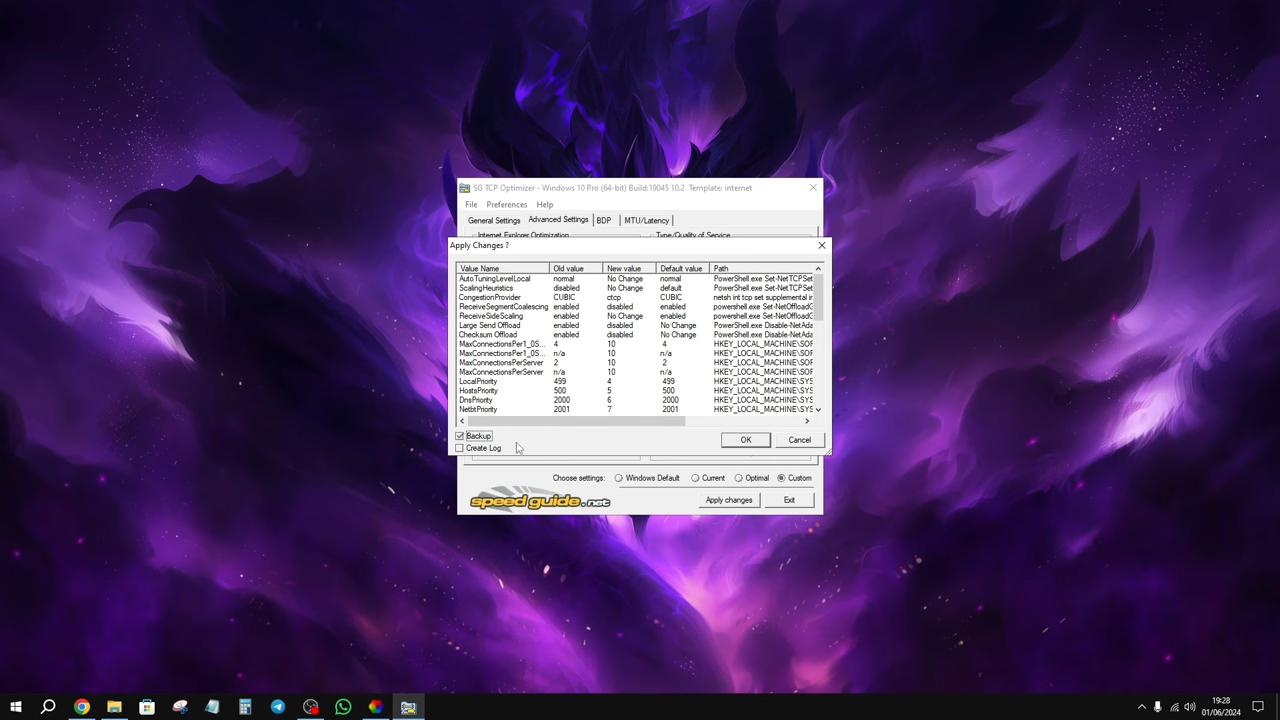 SG TCP Optimizer - Windows 10 Pro (64-bit) Build:19045 10.2 Template: internet
File Preferences Help
General Settings Advanced Settings BDP MTU/Latency
Internet Explorer Optimization Type/Quality of Service
Apply Changes ?
Value Name Old value New value Default value Path
AutoTuningLevelLocal normal No Change normal PowerShell.exe Set-NetTCPSet
ScalingHeuristics disabled No Change default PowerShell.exe Set-NetTCPSet
CongestionProvider CUBIC ctcp CUBIC netsh int tcp set supplemental in
ReceiveSegmentCoalescing enabled disabled enabled powershell.exe Set-NetOffloadG
ReceiveSideScaling enabled No Change enabled powershell.exe Set-NetOffloadG
Large Send Offload enabled disabled No Change PowerShell.exe Disable-NetAda
Checksum Offload enabled disabled No Change PowerShell.exe Disable-NetAda
MaxConnectionsPer1_0S... 4 10 4 HKEY_LOCAL_MACHINE\SOF
MaxConnectionsPer1_0S... n/a 10 n/a HKEY_LOCAL_MACHINE\SOF
MaxConnectionsPerServer 2 10 2 HKEY_LOCAL_MACHINE\SOF
MaxConnectionsPerServer n/a 10 n/a HKEY_LOCAL_MACHINE\SOF
LocalPriority 499 4 499 HKEY_LOCAL_MACHINE\SYS
HostsPriority 500 5 500 HKEY_LOCAL_MACHINE\SYS
DnsPriority 2000 6 2000 HKEY_LOCAL_MACHINE\SYS
NetbtPriority 2001 7 2001 HKEY_LOCAL_MACHINE\SYS
Backup
Create Log
OK Cancel
Choose settings: Windows Default Current Optimal Custom
speed guide.net
Apply changes Exit
19:28
01/06/2024